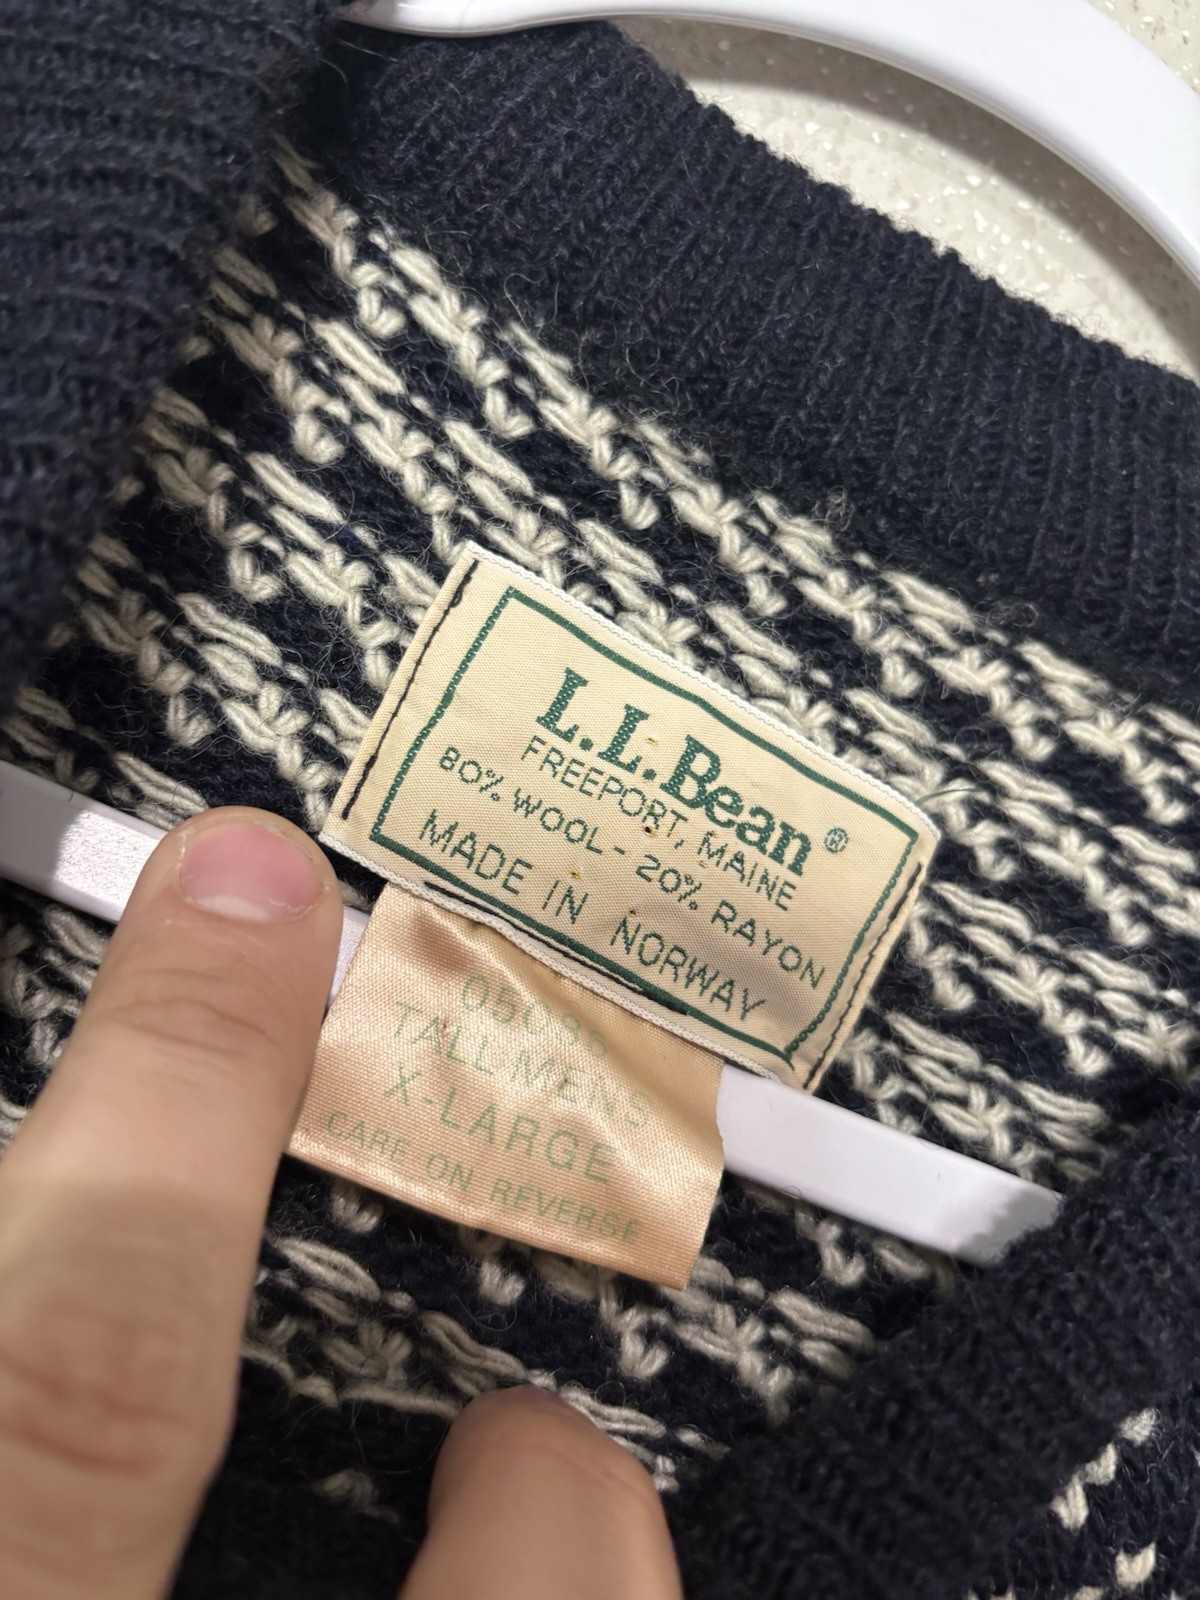 L.L.Bean®
FREEPORT, MAINE
80% WOOL - 20% RAYON
MADE IN NORWAY
TALL MENS
X-LARGE
CARE ON REVERSE